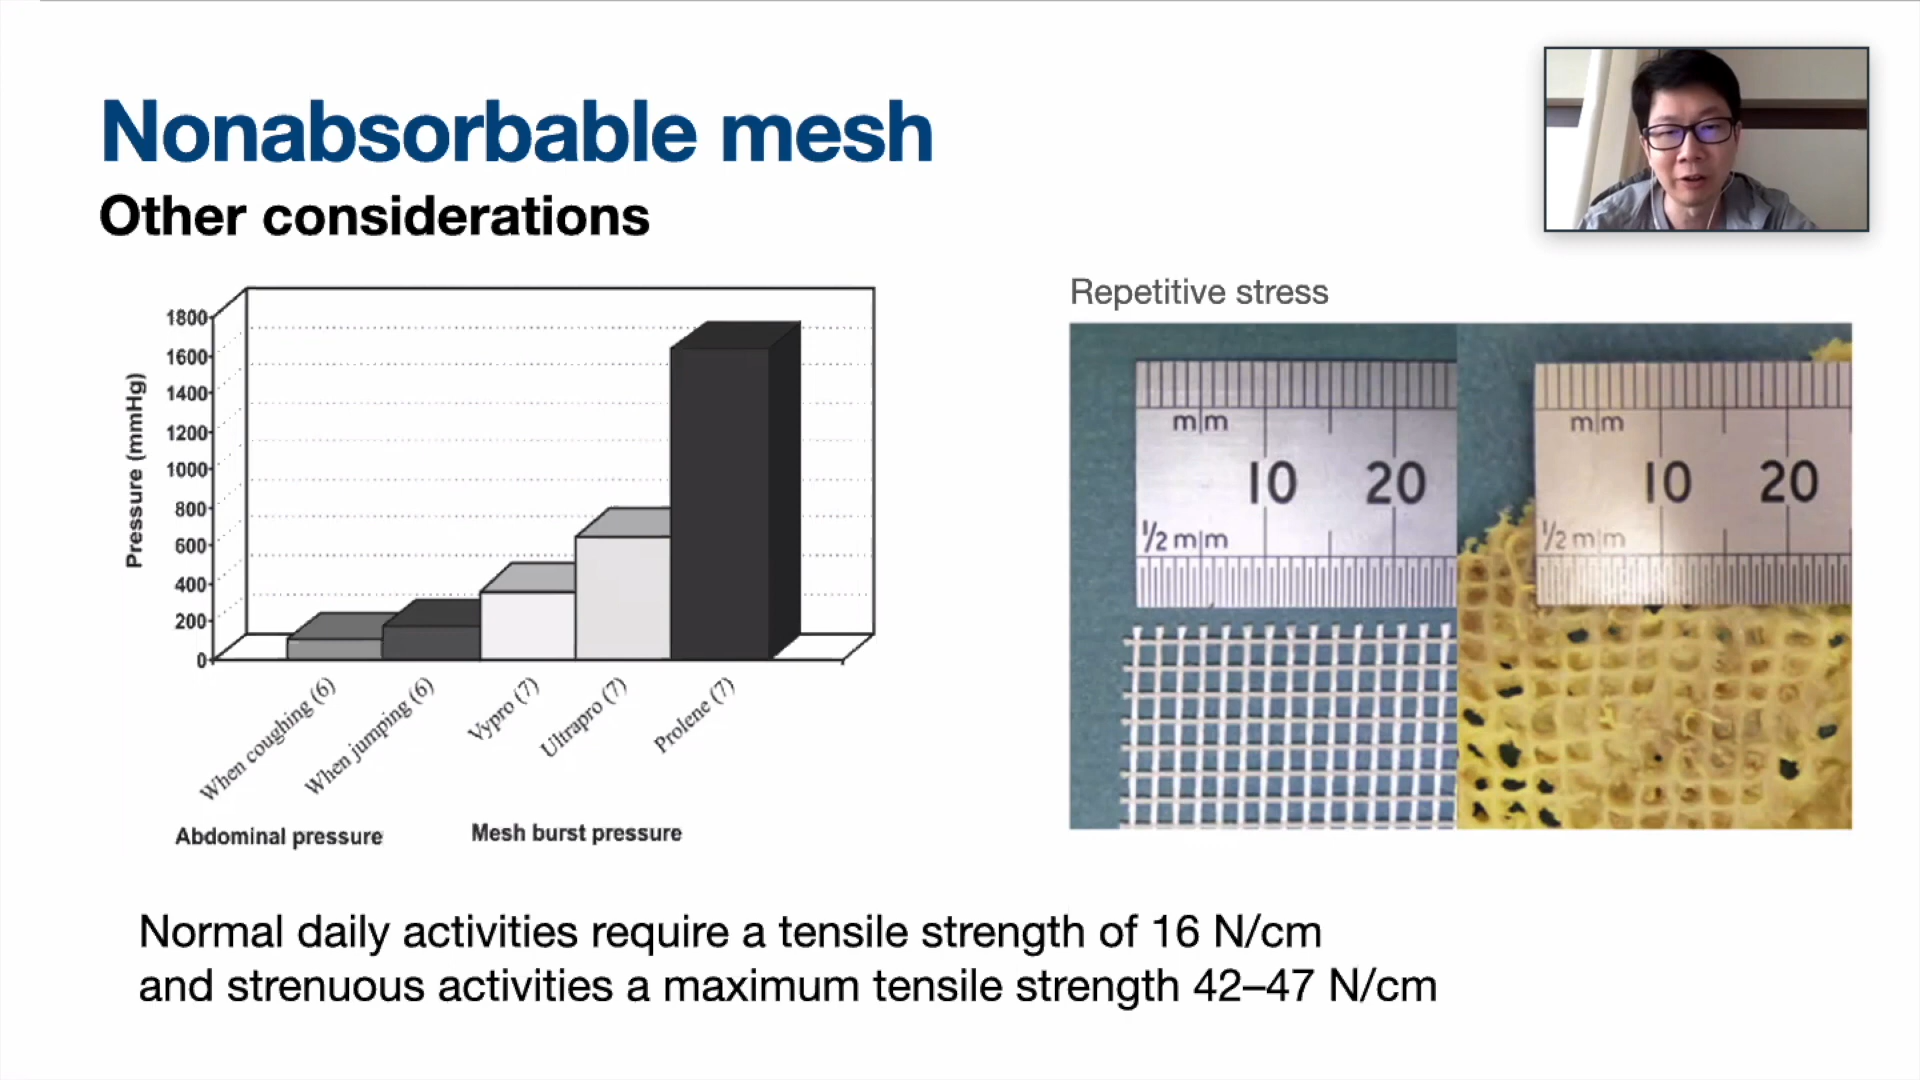 Nonabsorbable mesh
Other considerations
Pressure (mmHg)
1800
1600
1400
1200
1000
800
600
400
200
0
When coughing (6)
When jumping (6)
Vypro (7)
Ultrapro (7)
Prolene (7)
Abdominal pressure
Mesh burst pressure
Repetitive stress
mm
10 20
1/2 mm
mm
10 20
1/2 mm
Normal daily activities require a tensile strength of 16 N/cm
and strenuous activities a maximum tensile strength 42–47 N/cm